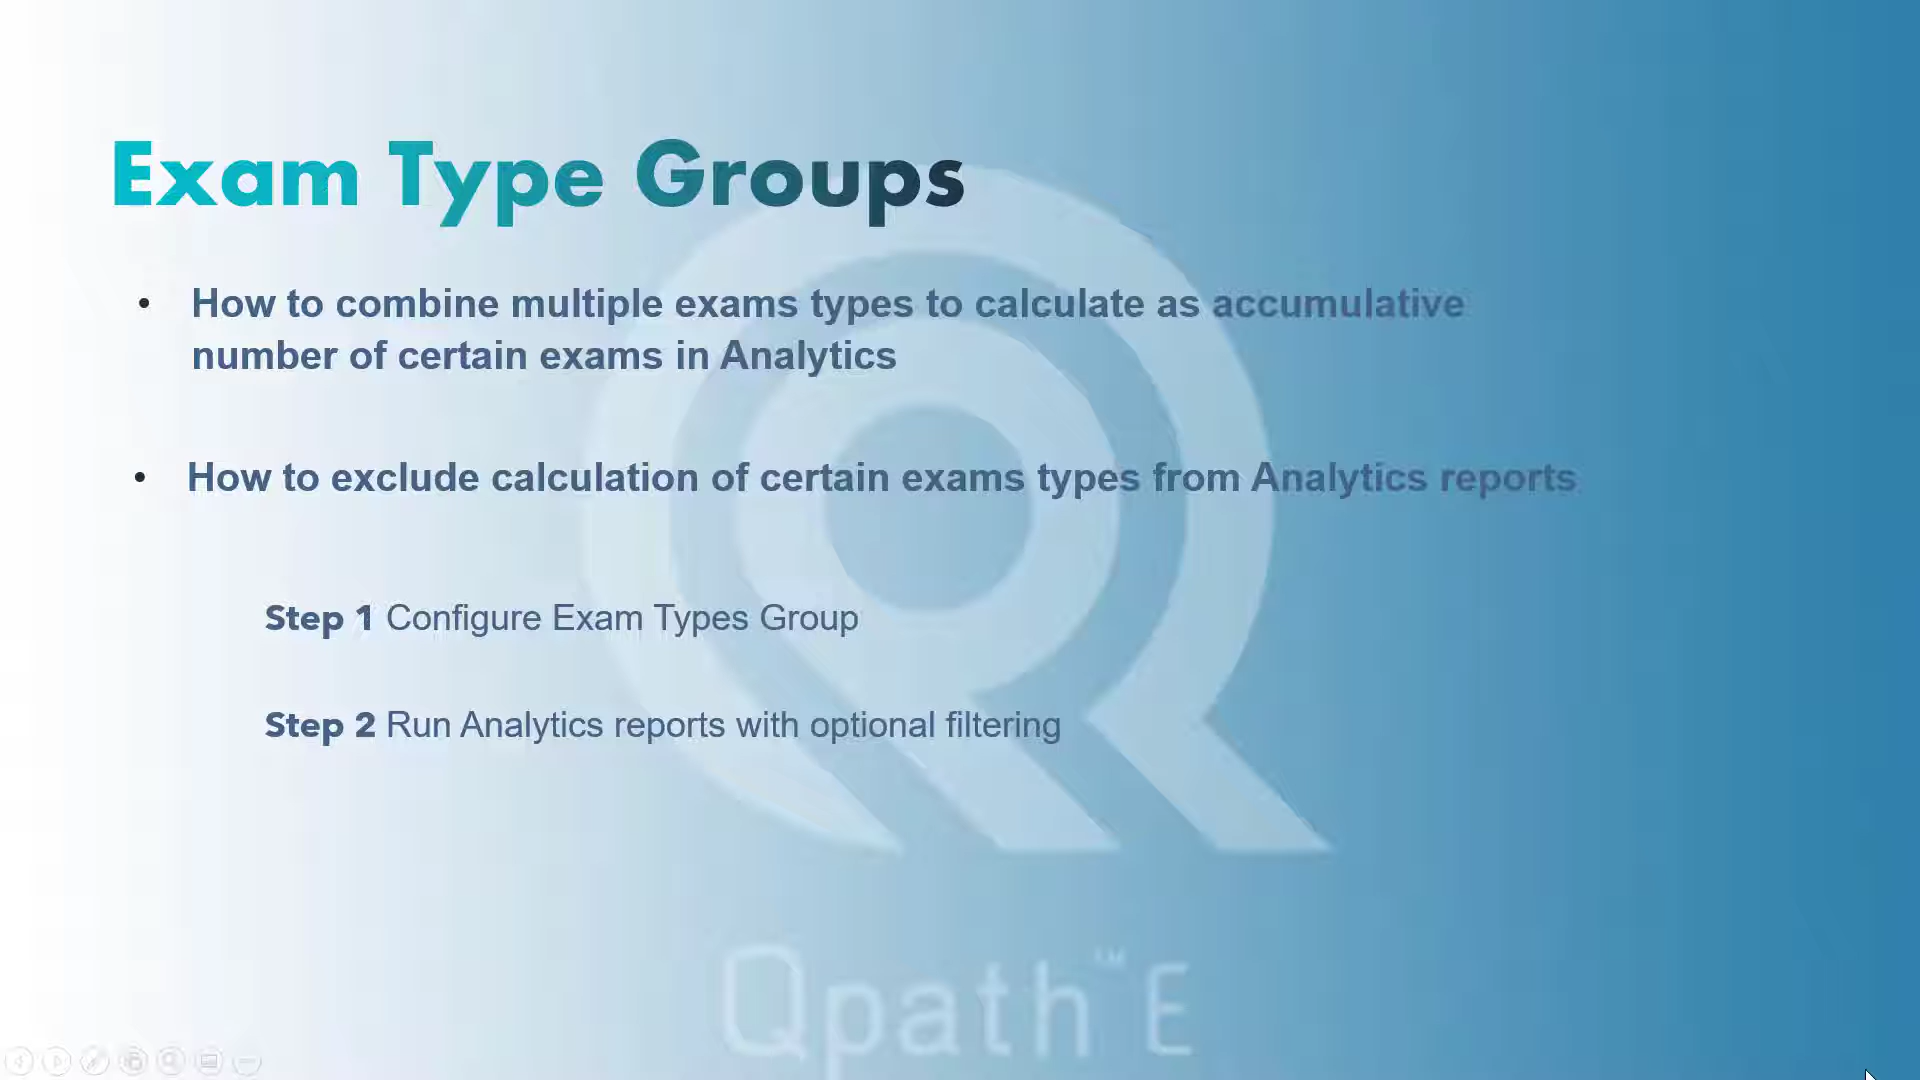 Exam Type Groups
• How to combine multiple exams types to calculate as accumulative
number of certain exams in Analytics
• How to exclude calculation of certain exams types from Analytics reports
Step 1 Configure Exam Types Group
Step 2 Run Analytics reports with optional filtering
Qpath™ E